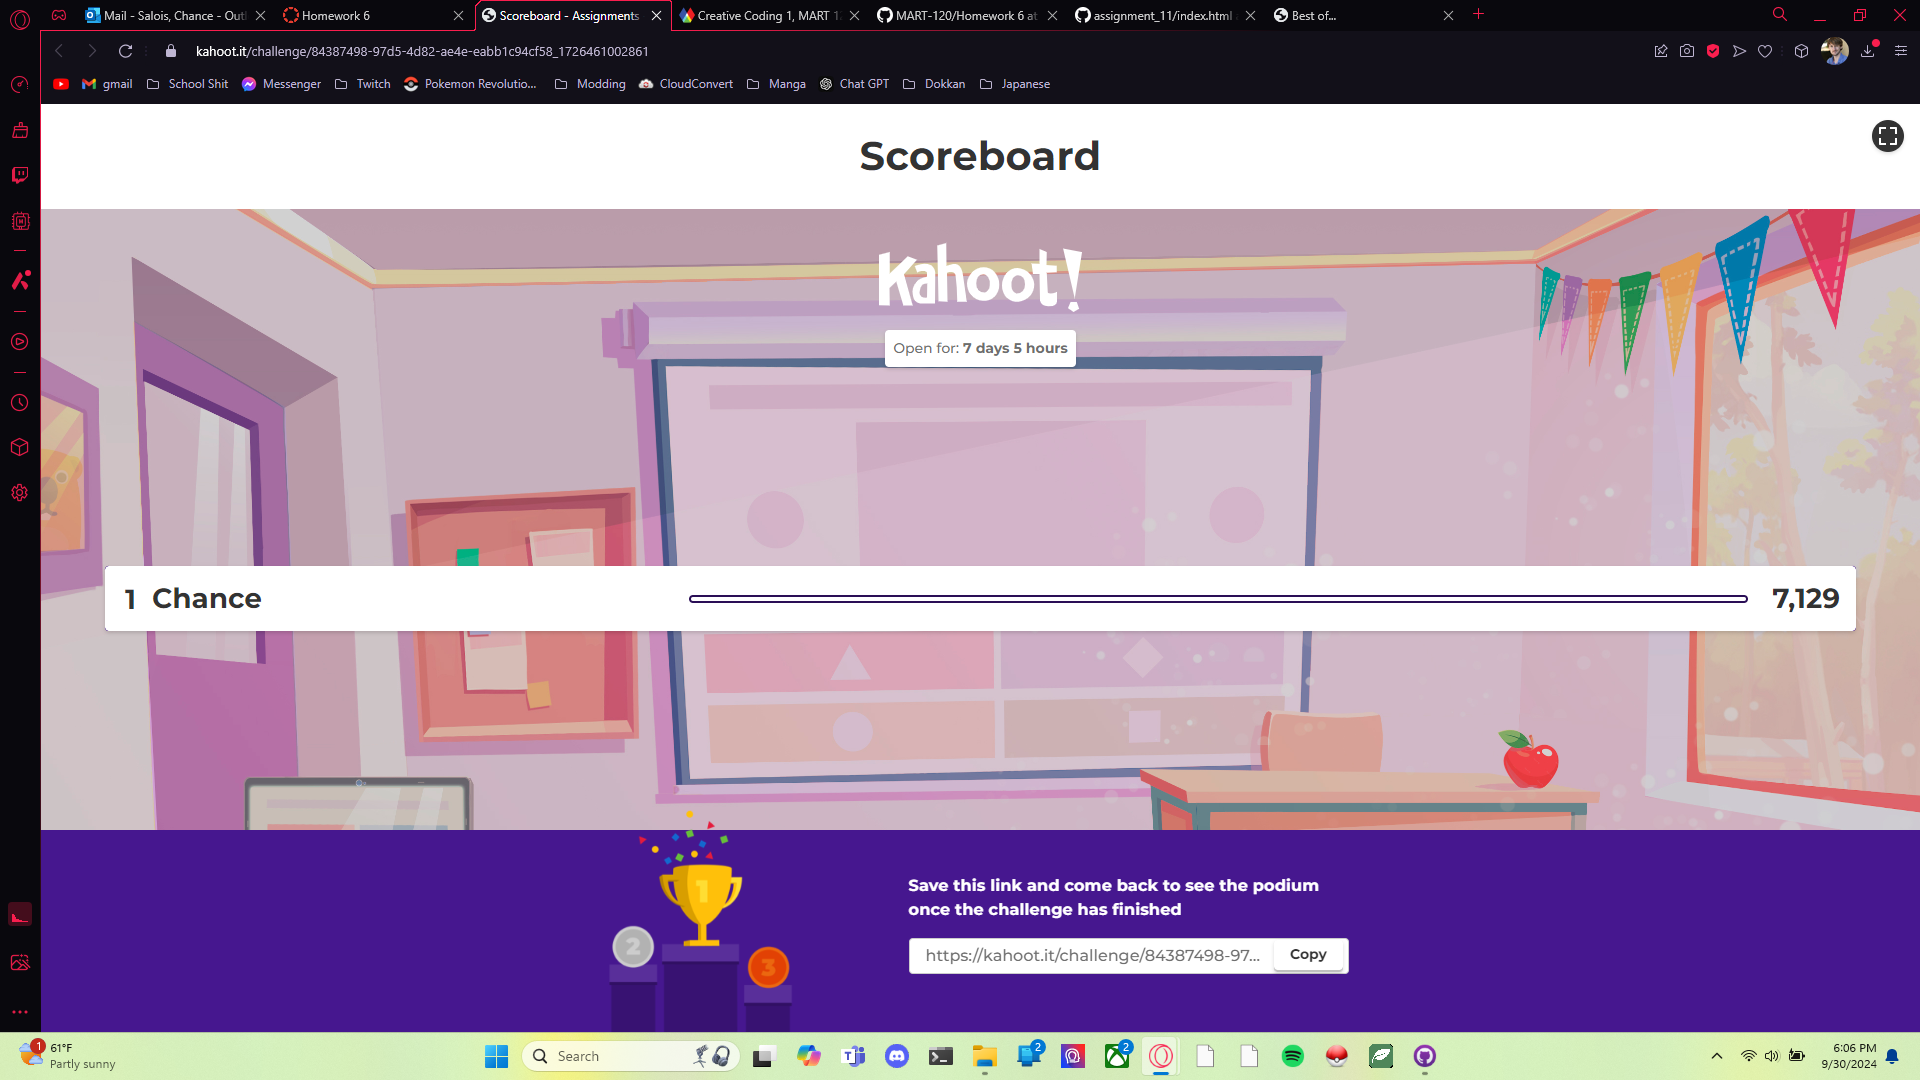 Mail - Salois, Chance - Out
Homework 6
Scoreboard - Assignments
Creative Coding 1, MART 1
MART-120/Homework 6 at
assignment_11/index.html
Best of...
kahoot.it/challenge/84387498-97d5-4d82-ae4e-eabb1c94cf58_1726461002861
gmail
School Shit
Messenger
Twitch
Pokemon Revolutio...
Modding
CloudConvert
Manga
Chat GPT
Dokkan
Japanese
Scoreboard
Kahoot!
Open for: 7 days 5 hours
1 Chance 7,129
1
2
3
Save this link and come back to see the podium
once the challenge has finished
https://kahoot.it/challenge/84387498-97... Copy
1
61°F
Partly sunny
Search
2
2
6:06 PM
9/30/2024